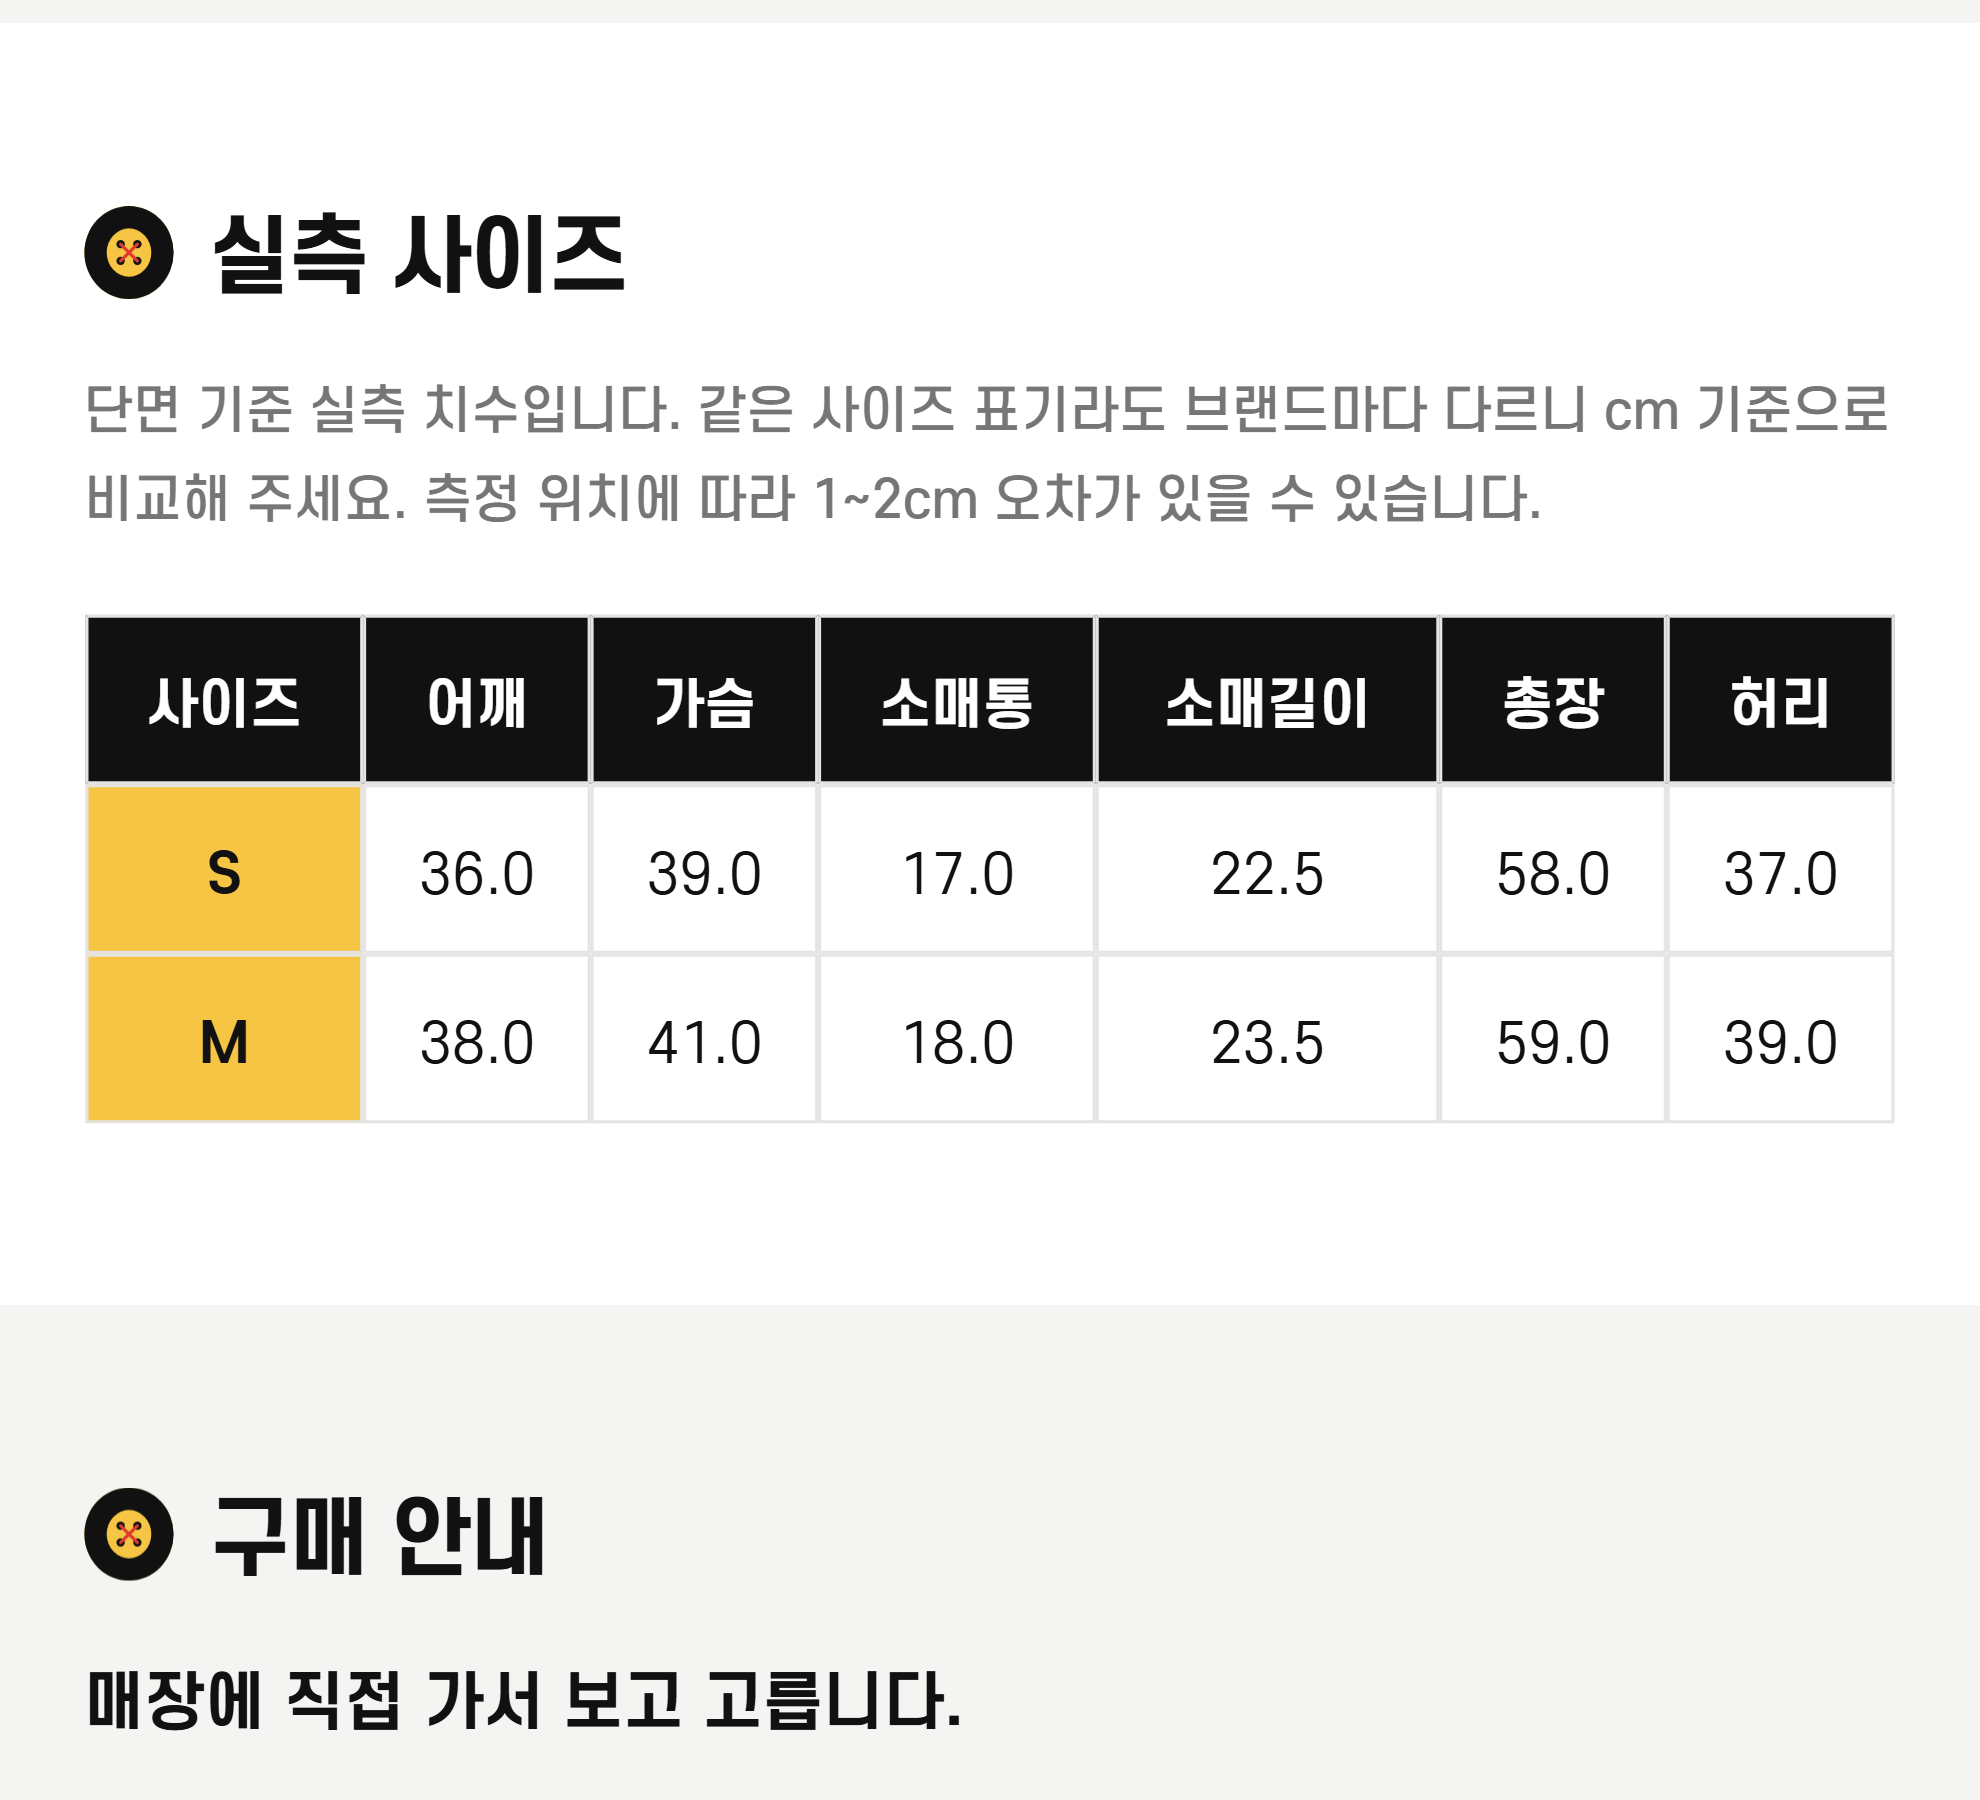 실측 사이즈
단면 기준 실측 치수입니다. 같은 사이즈 표기라도 브랜드마다 다르니 cm 기준으로
비교해 주세요. 측정 위치에 따라 1~2cm 오차가 있을 수 있습니다.
사이즈 어깨 가슴 소매통 소매길이 총장 허리
S 36.0 39.0 17.0 22.5 58.0 37.0
M 38.0 41.0 18.0 23.5 59.0 39.0
구매 안내
매장에 직접 가서 보고 고릅니다.